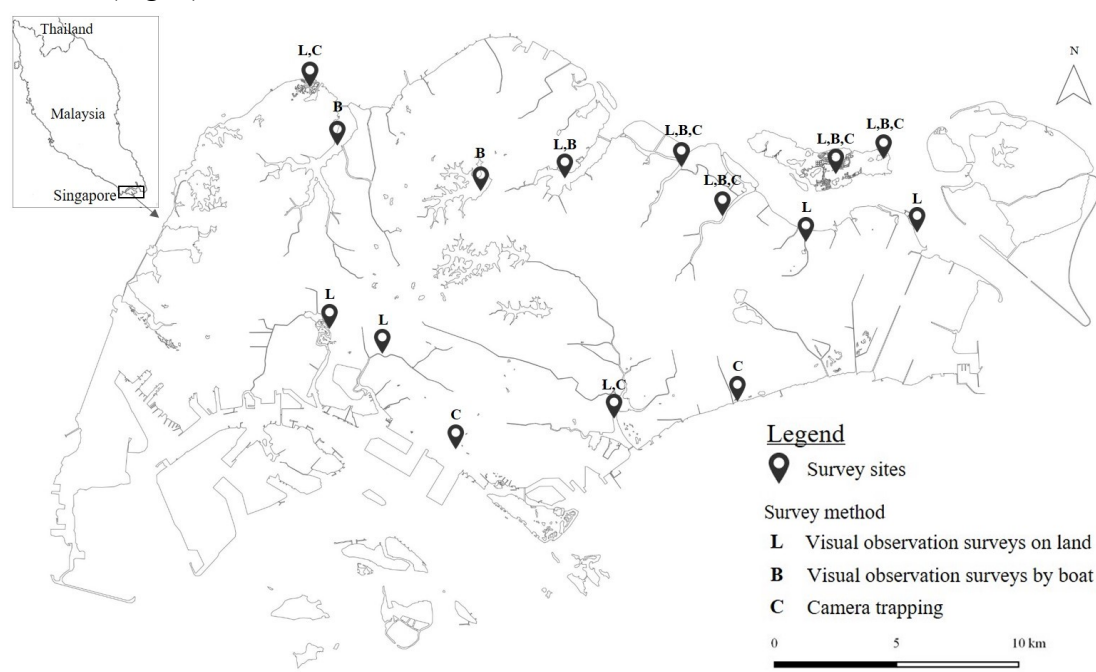 Thailand
Malaysia
Singapore
N
L,C
B
B
L,B
L,B,C
L,B,C
L,B,C
L,B,C
L
L
L
L
L,C
C
C
Legend
Survey sites
Survey method
L Visual observation surveys on land
B Visual observation surveys by boat
C Camera trapping
0 5 10 km